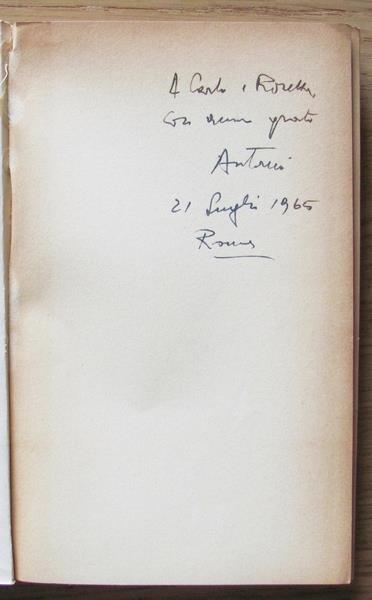 A Carlo e Rosetta,
con animo grato
Antonio
21 Luglio 1965
Roma